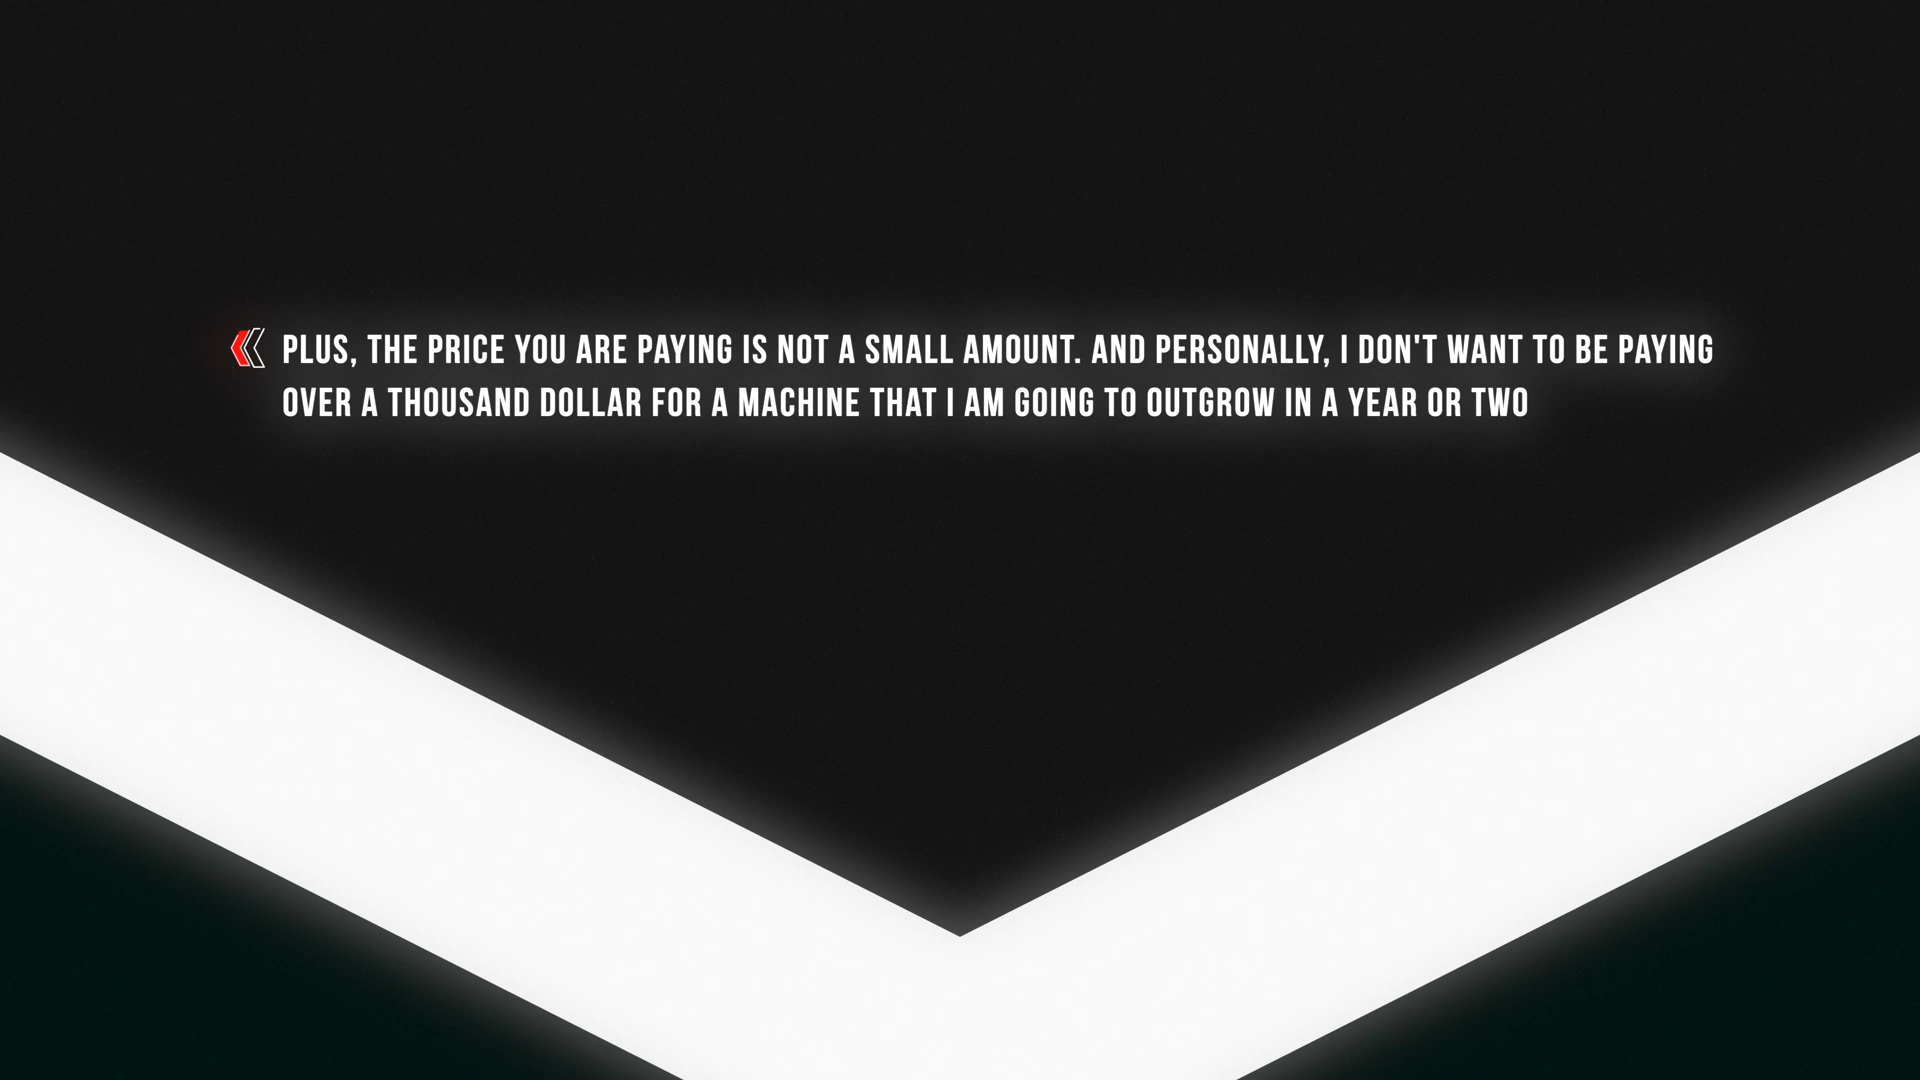 PLUS, THE PRICE YOU ARE PAYING IS NOT A SMALL AMOUNT. AND PERSONALLY, I DON'T WANT TO BE PAYING
OVER A THOUSAND DOLLAR FOR A MACHINE THAT I AM GOING TO OUTGROW IN A YEAR OR TWO